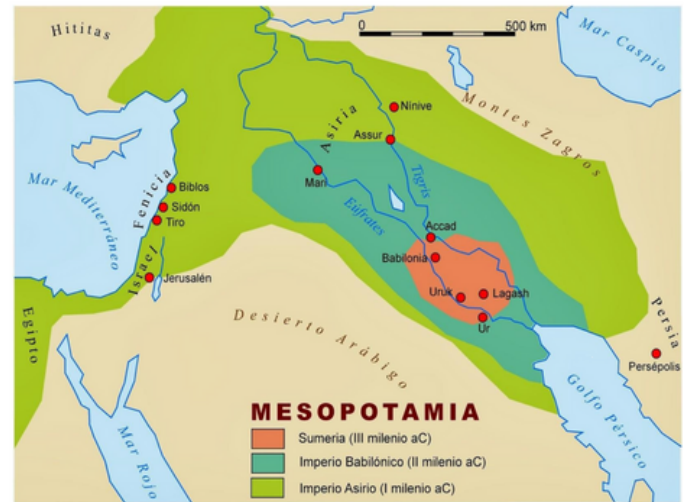 Hititas
0
500 km
Mar Caspio
Montes Zagros
Nínive
Asiria
Assur
Tigris
Mari
Eúfrates
Mar Mediterráneo
Fenicia
Biblos
Sidón
Tiro
Israel
Jerusalén
Accad
Babilonia
Uruk
Lagash
Ur
Egipto
Desierto Arábigo
Persia
Persépolis
Golfo Pérsico
Mar Rojo
MESOPOTAMIA
Sumeria (III milenio aC)
Imperio Babilónico (II milenio aC)
Imperio Asirio (I milenio aC)